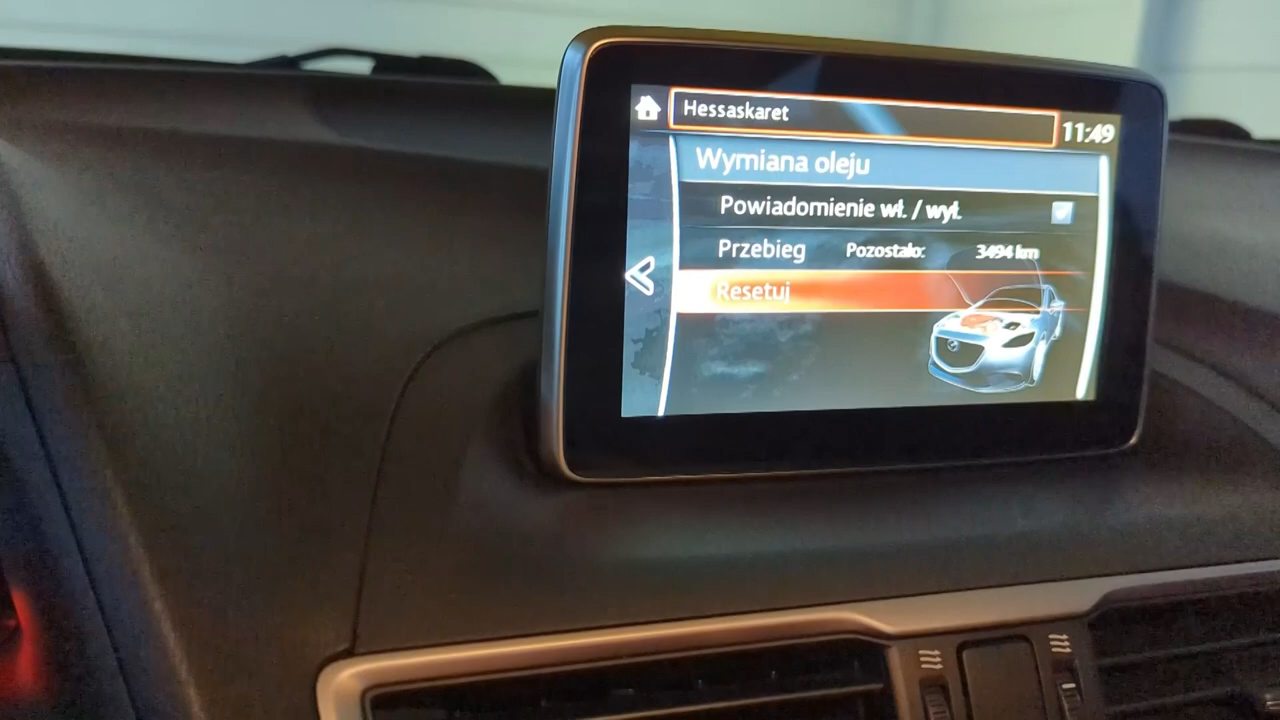 Hessaskaret
11:49
Wymiana oleju
Powiadomienie wł. / wył.
Przebieg Pozostało: 3494 km
Resetuj